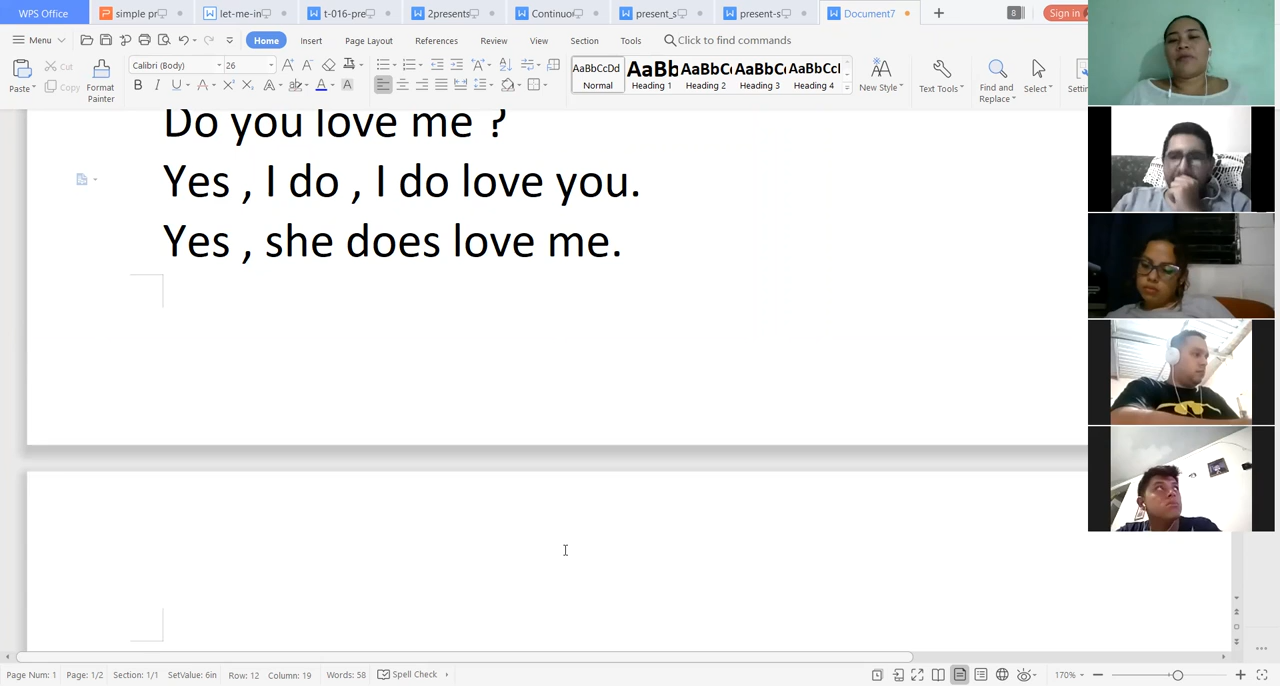 WPS Office simple pr let-me-in t-016-pre 2presents Continuou present_s present-s Document7 8 Sign in
Menu Home Insert Page Layout References Review View Section Tools Click to find commands
Paste Cut Copy Format Painter Calibri (Body) 26 AaBbCcDd Normal AaBb Heading 1 AaBbC Heading 2 AaBbC Heading 3 AaBbCcI Heading 4 New Style Text Tools Find and Replace Select Settin
Do you love me ?
Yes , I do , I do love you.
Yes , she does love me.
Page Num: 1 Page: 1/2 Section: 1/1 SetValue: 6in Row: 12 Column: 19 Words: 58 Spell Check 170%